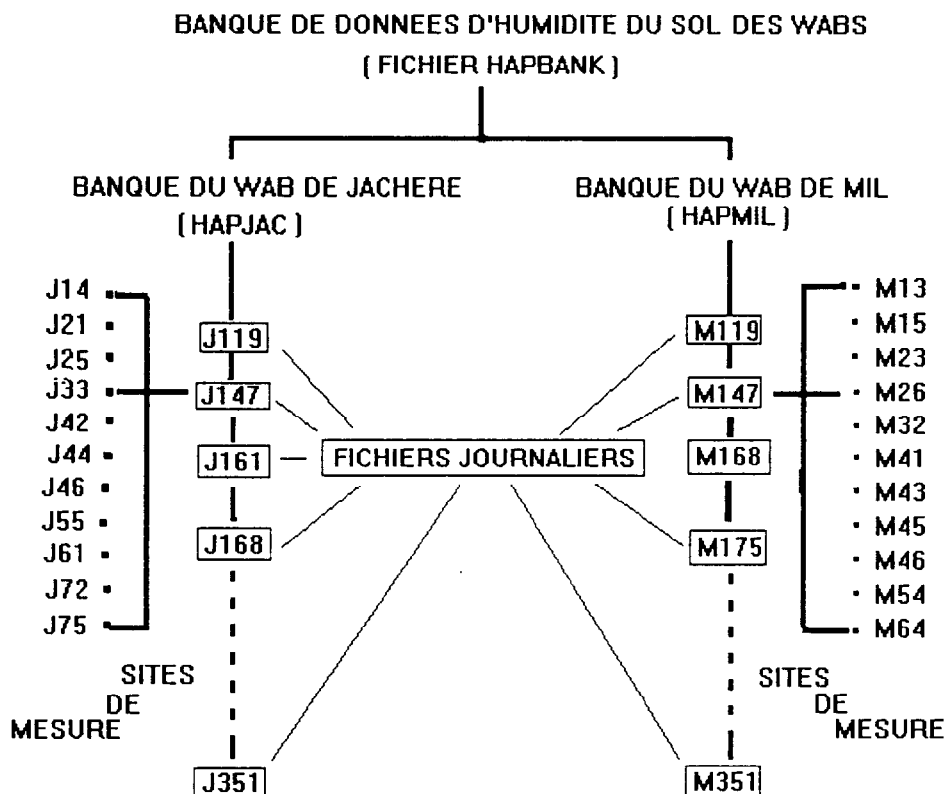 BANQUE DE DONNEES D'HUMIDITE DU SOL DES WABS
( FICHIER HAPBANK )
BANQUE DU WAB DE JACHERE
( HAPJAC )
BANQUE DU WAB DE MIL
( HAPMIL )
J14
J21
J25
j33
J42
J44
J46
J55
J61
J72
J75
SITES
DE
MESURE
J119
J147
J161
J168
J351
FICHIERS JOURNALIERS
M119
M147
M168
M175
M351
M13
M15
M23
M26
M32
M41
M43
M45
M46
M54
M64
SITES
DE
MESURE